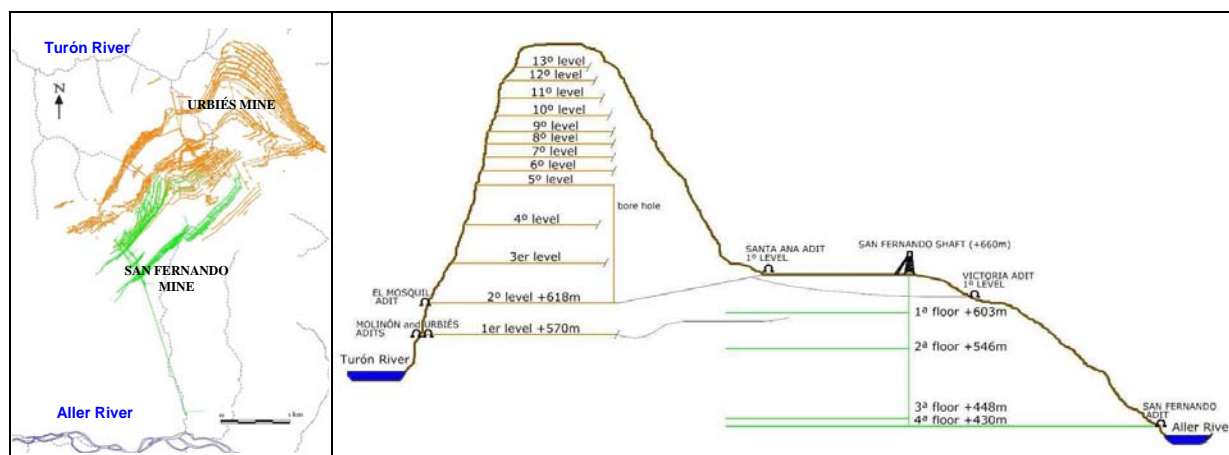 Turón River
N
URBIÉS MINE
SAN FERNANDO
MINE
Aller River
13º level
12º level
11º level
10º level
9º level
8º level
7º level
6º level
5º level
bore hole
4º level
3er level
EL MOSQUIL
ADIT
2º level +618m
MOLINÓN and URBIÉS
ADITS
1er level +570m
Turón River
SANTA ANA ADIT
1º LEVEL
SAN FERNANDO SHAFT (+660m)
VICTORIA ADIT
1º LEVEL
1ª floor +603m
2ª floor +546m
3ª floor +448m
4ª floor +430m
SAN FERNANDO
ADIT
Aller River